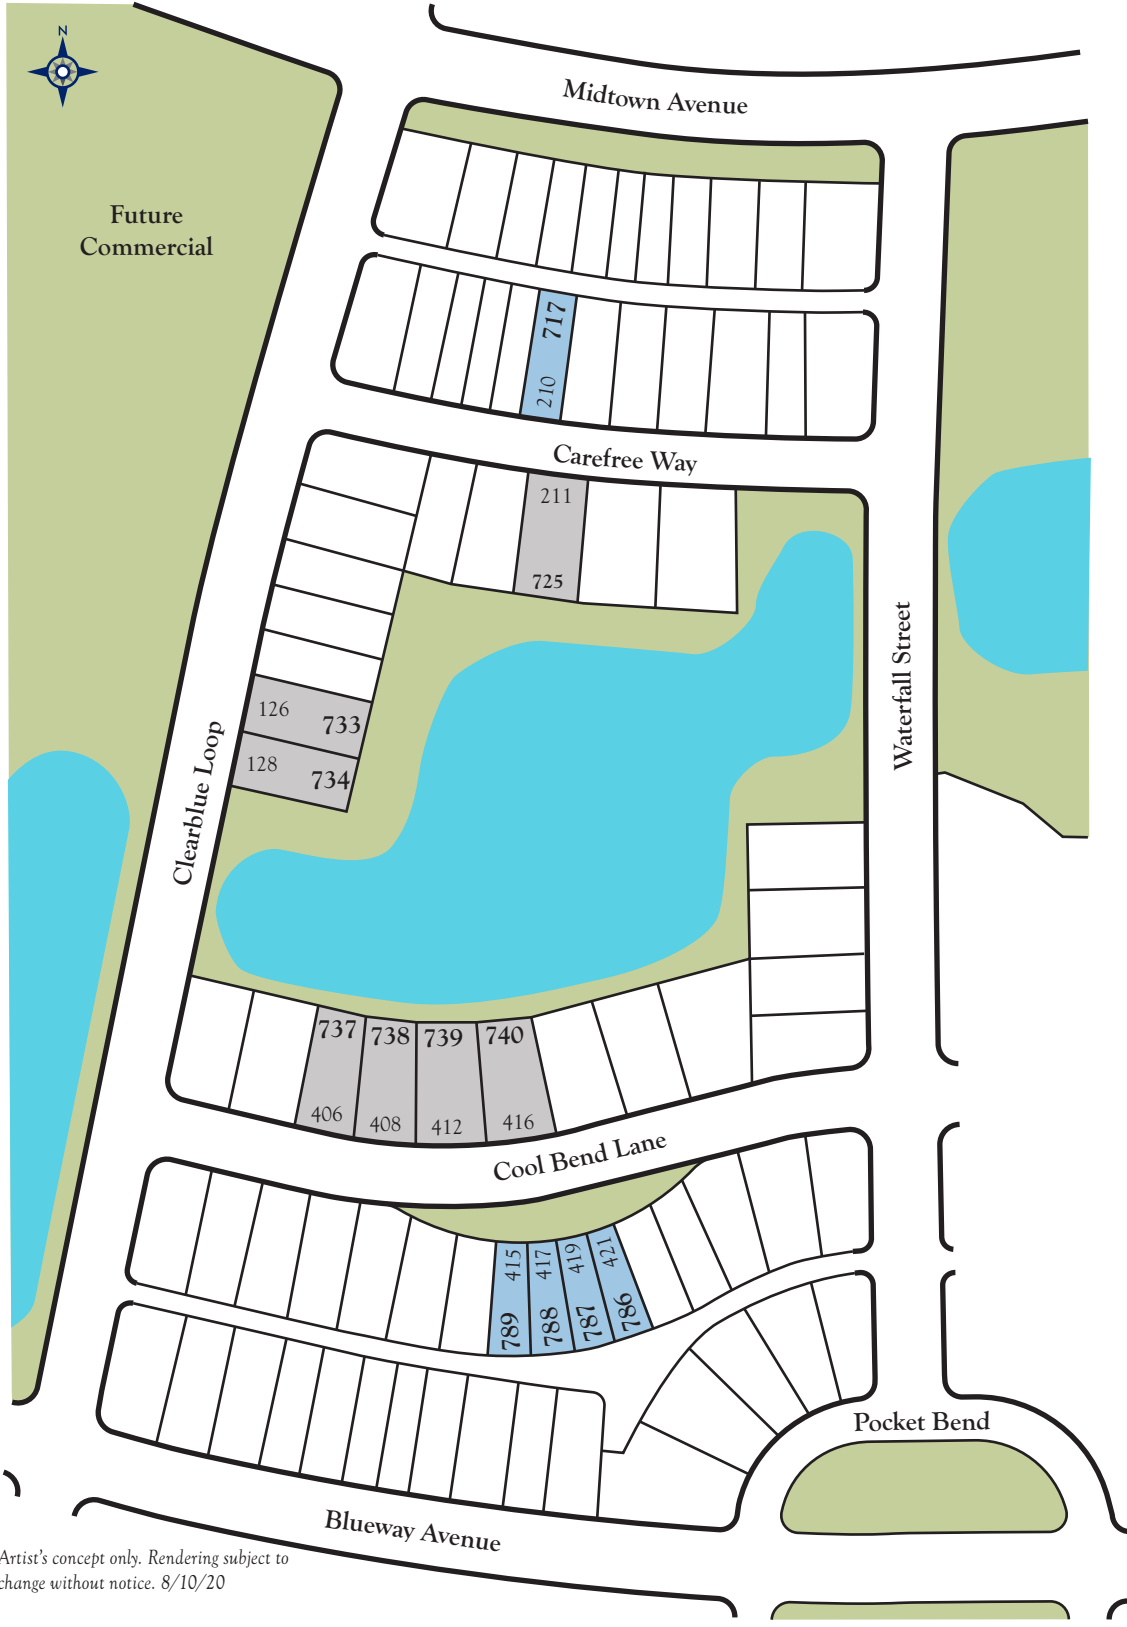 N
Midtown Avenue
Future
Commercial
717
210
Carefree Way
211
725
126 733
128 734
Waterfall Street
Clearblue Loop
737 738 739 740
406 408 412 416
Cool Bend Lane
415 417 419 421
789 788 787 786
Pocket Bend
Blueway Avenue
Artist's concept only. Rendering subject to
change without notice. 8/10/20